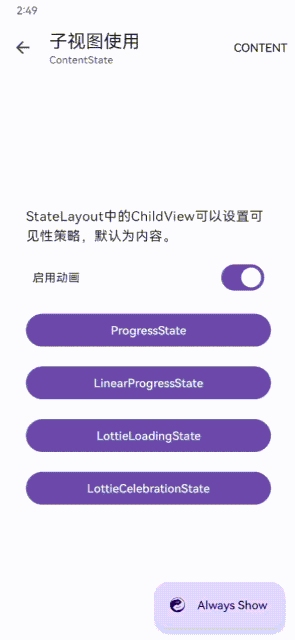 2:49
子视图使用
ContentState
CONTENT
StateLayout中的ChildView可以设置可
见性策略，默认为内容。
启用动画
ProgressState
LinearProgressState
LottieLoadingState
LottieCelebrationState
Always Show